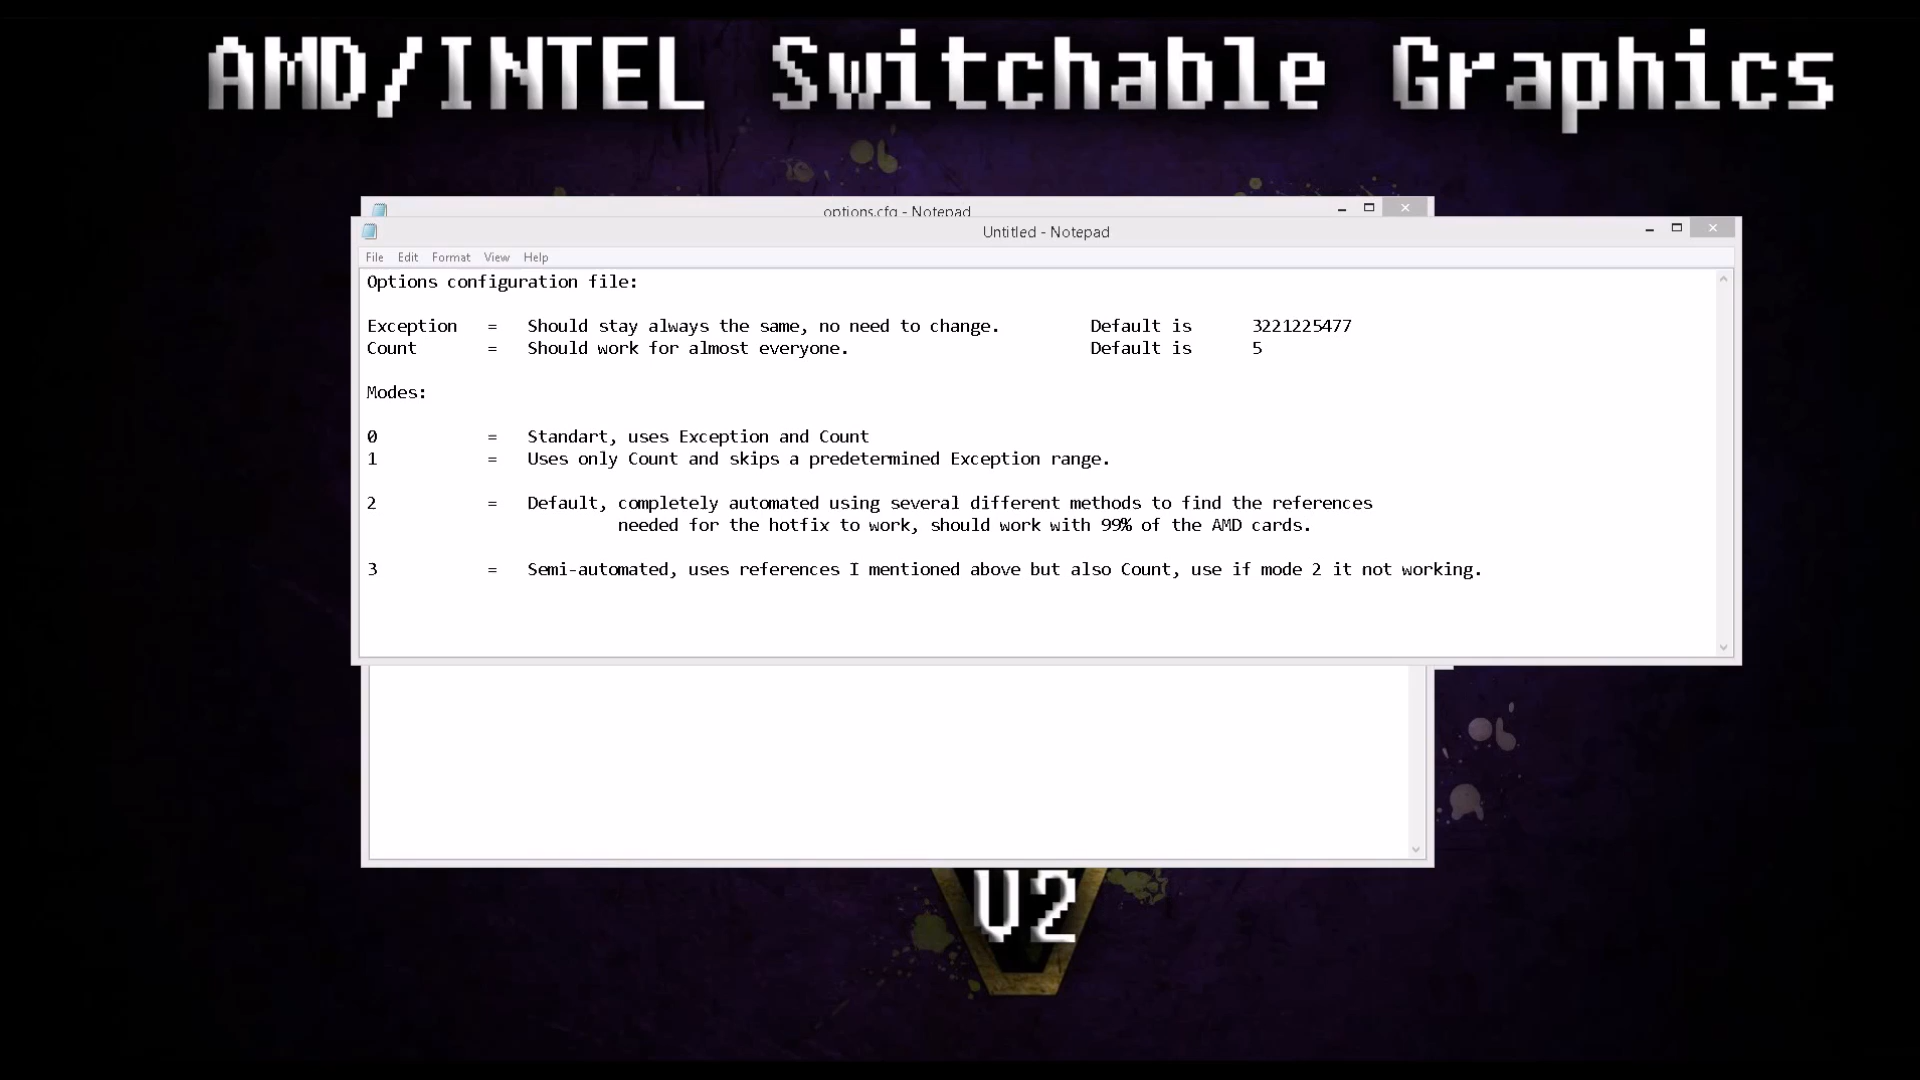 AMD/INTEL Switchable Graphics
options.cfg - Notepad
Untitled - Notepad
File Edit Format View Help
Options configuration file:
Exception = Should stay always the same, no need to change. Default is 3221225477
Count = Should work for almost everyone. Default is 5
Modes:
0 = Standart, uses Exception and Count
1 = Uses only Count and skips a predetermined Exception range.
2 = Default, completely automated using several different methods to find the references
needed for the hotfix to work, should work with 99% of the AMD cards.
3 = Semi-automated, uses references I mentioned above but also Count, use if mode 2 it not working.
V2